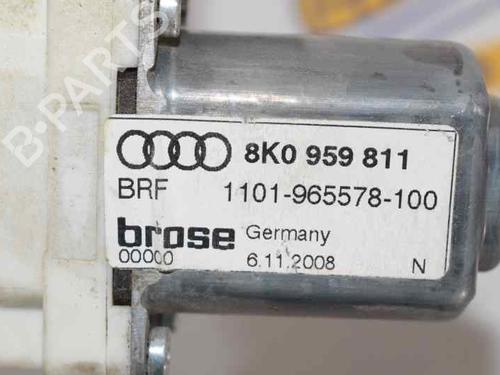 8K0 959 811
BRF 1101-965578-100
brose Germany
00000 6.11.2008 N
B-PARTS